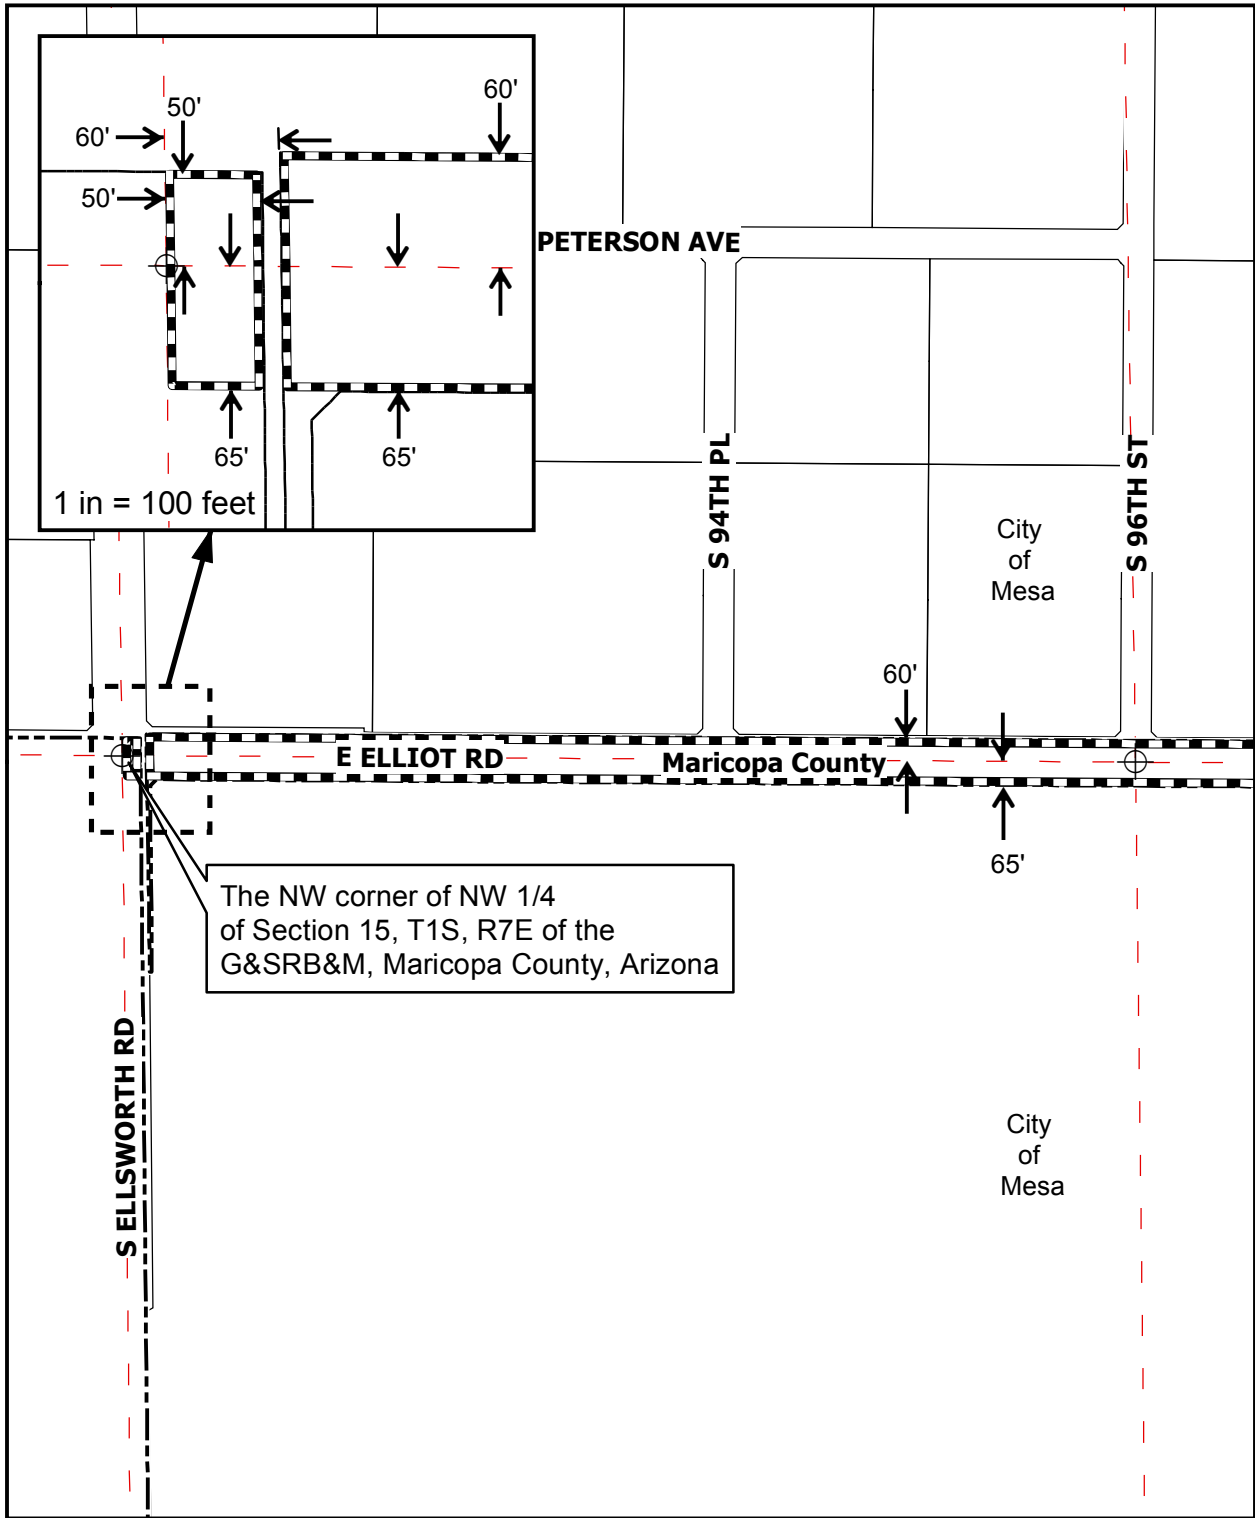 50'
60'
60'
50'
65'
65'
1 in = 100 feet
PETERSON AVE
S 94TH PL
S 96TH ST
City
of
Mesa
60'
E ELLIOT RD
Maricopa County
65'
The NW corner of NW 1/4
of Section 15, T1S, R7E of the
G&SRB&M, Maricopa County, Arizona
S ELLSWORTH RD
City
of
Mesa